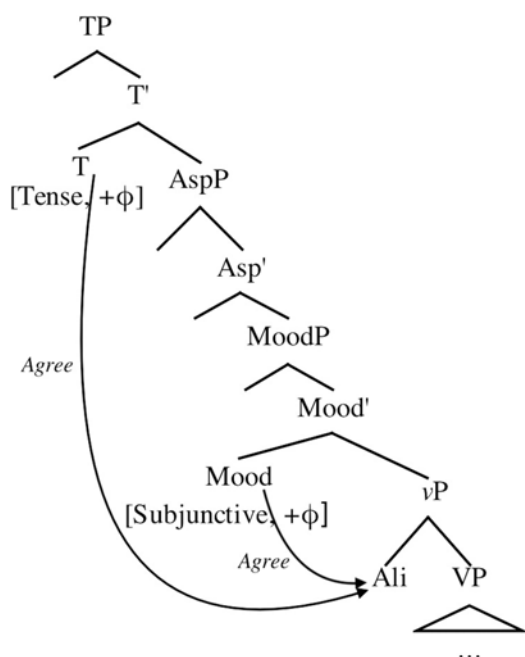 TP
T'
T
[Tense, +ϕ]
AspP
Asp'
MoodP
Agree
Mood'
Mood
[Subjunctive, +ϕ]
vP
Agree
Ali
VP
...